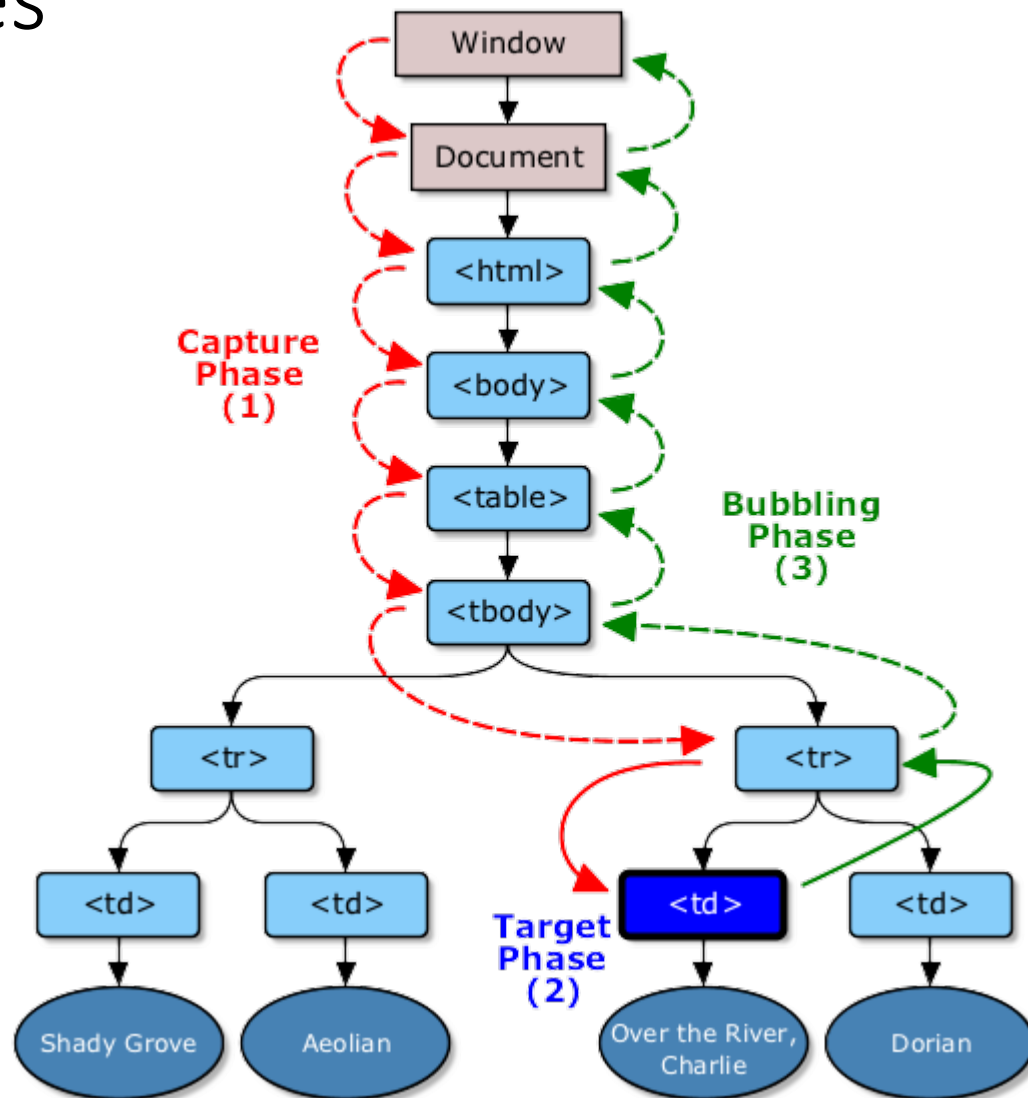 es
Window
Document
<html>
Capture
Phase
(1)
<body>
<table>
Bubbling
Phase
(3)
<tbody>
<tr>
<tr>
<td>
<td>
<td>
<td>
Target
Phase
(2)
Shady Grove
Aeolian
Over the River,
Charlie
Dorian